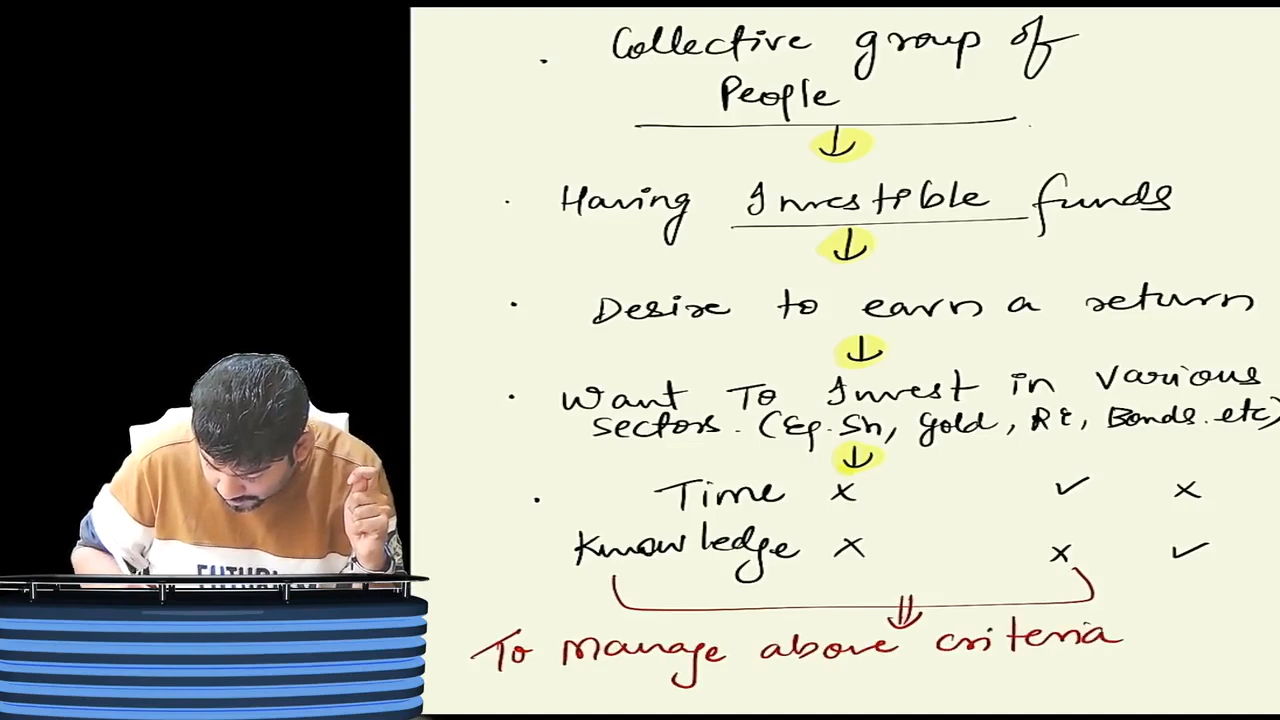 . Collective group of
People
↓
. Having Investible funds
↓
. Desire to earn a return
↓
. Want To Invest in various
sectors. (Eg. Sh, Gold, RE, Bonds. etc)
↓
. Time × ✓ ×
Knowledge × × ✓
⇓
To manage above criteria